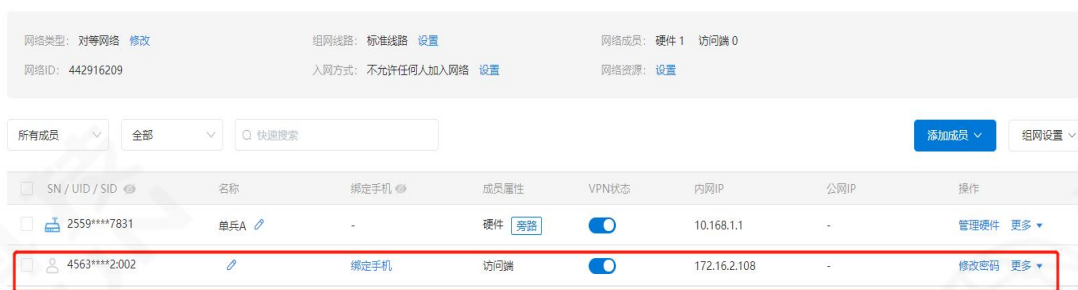 网络类型: 对等网络 修改 组网线路: 标准线路 设置 网络成员: 硬件 1 访问端 0
网络ID: 442916209 入网方式: 不允许任何人加入网络 设置 网络资源: 设置
所有成员 全部 快速搜索 添加成员 组网设置
SN / UID / SID 名称 绑定手机 成员属性 VPN状态 内网IP 公网IP 操作
2559****7831 单兵A - 硬件 旁路 10.168.1.1 - 管理硬件 更多
4563****2:002 绑定手机 访问端 172.16.2.108 - 修改密码 更多